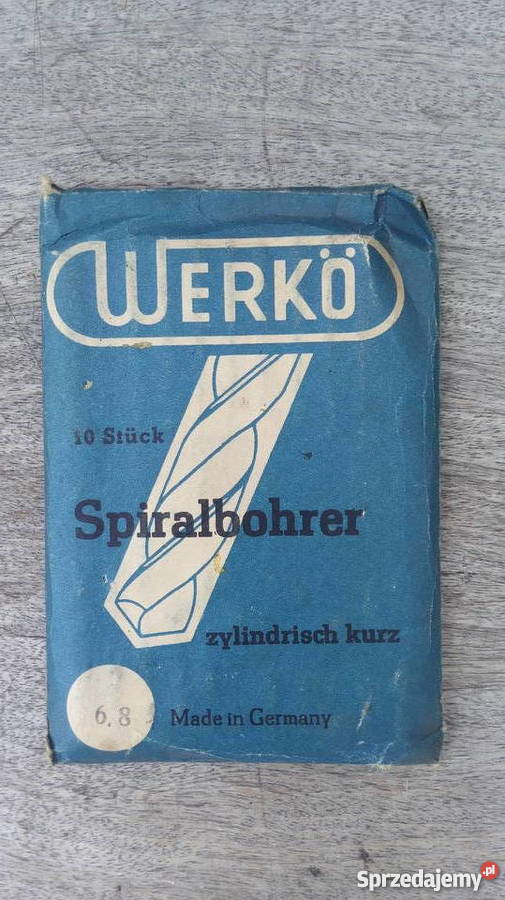 WERKÖ
10 Stück
Spiralbohrer
zylindrisch kurz
6,8
Made in Germany
Sprzedajemy.pl